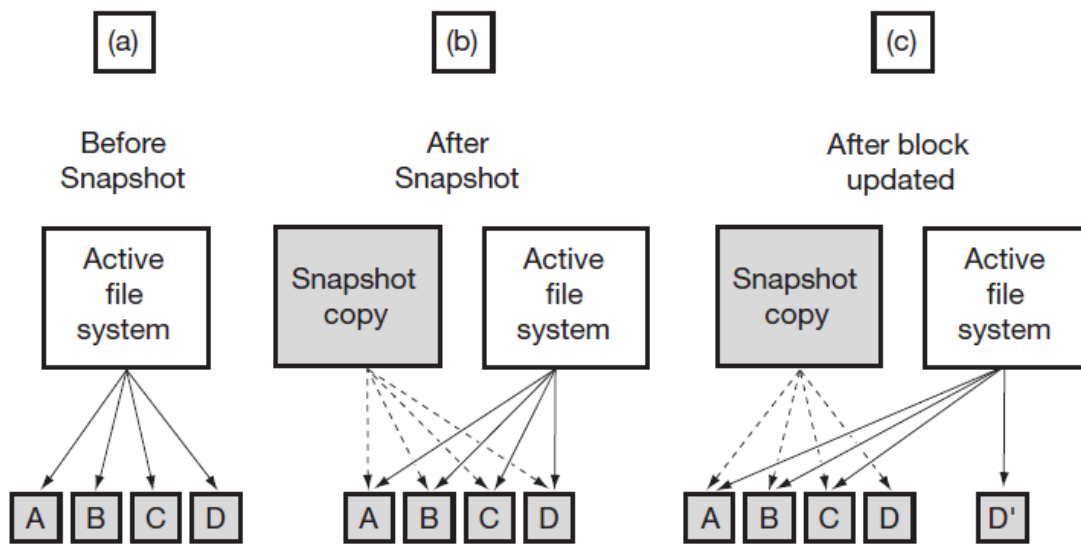 (a)
(b)
(c)
Before
Snapshot
After
Snapshot
After block
updated
Active
file
system
Snapshot
copy
Active
file
system
Snapshot
copy
Active
file
system
A B C D
A B C D
A B C D D'